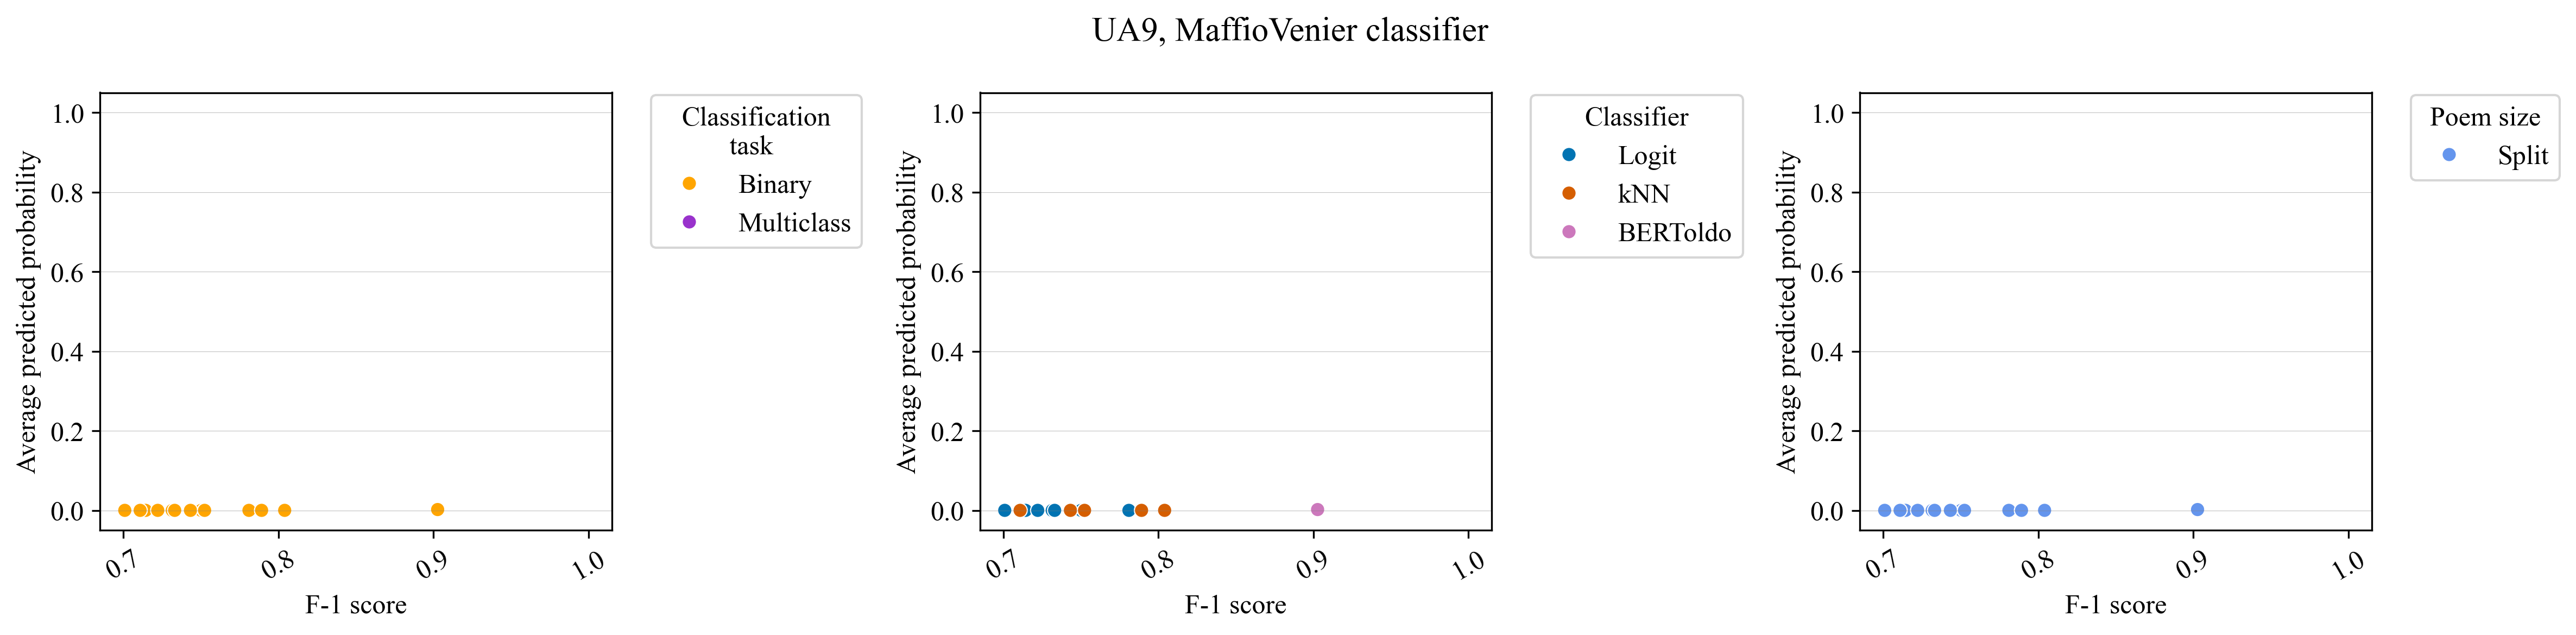 UA9, MaffioVenier classifier
Average predicted probability
1.0
0.8
0.6
0.4
0.2
0.0
0.7
0.8
0.9
1.0
F-1 score
Classification
task
Binary
Multiclass
Average predicted probability
1.0
0.8
0.6
0.4
0.2
0.0
0.7
0.8
0.9
1.0
F-1 score
Classifier
Logit
kNN
BERToldo
Average predicted probability
1.0
0.8
0.6
0.4
0.2
0.0
0.7
0.8
0.9
1.0
F-1 score
Poem size
Split